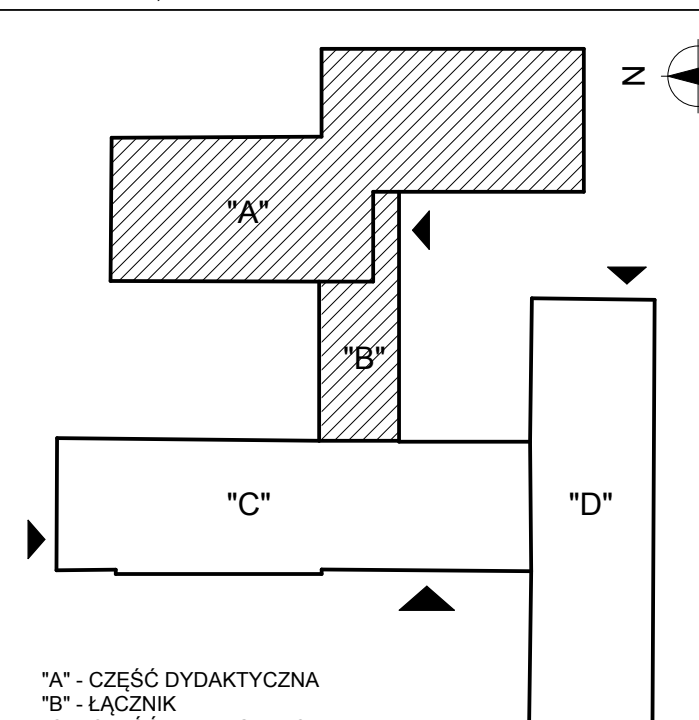 N
"A"
"B"
"C"
"D"
"A" - CZĘŚĆ DYDAKTYCZNA
"B" - ŁĄCZNIK